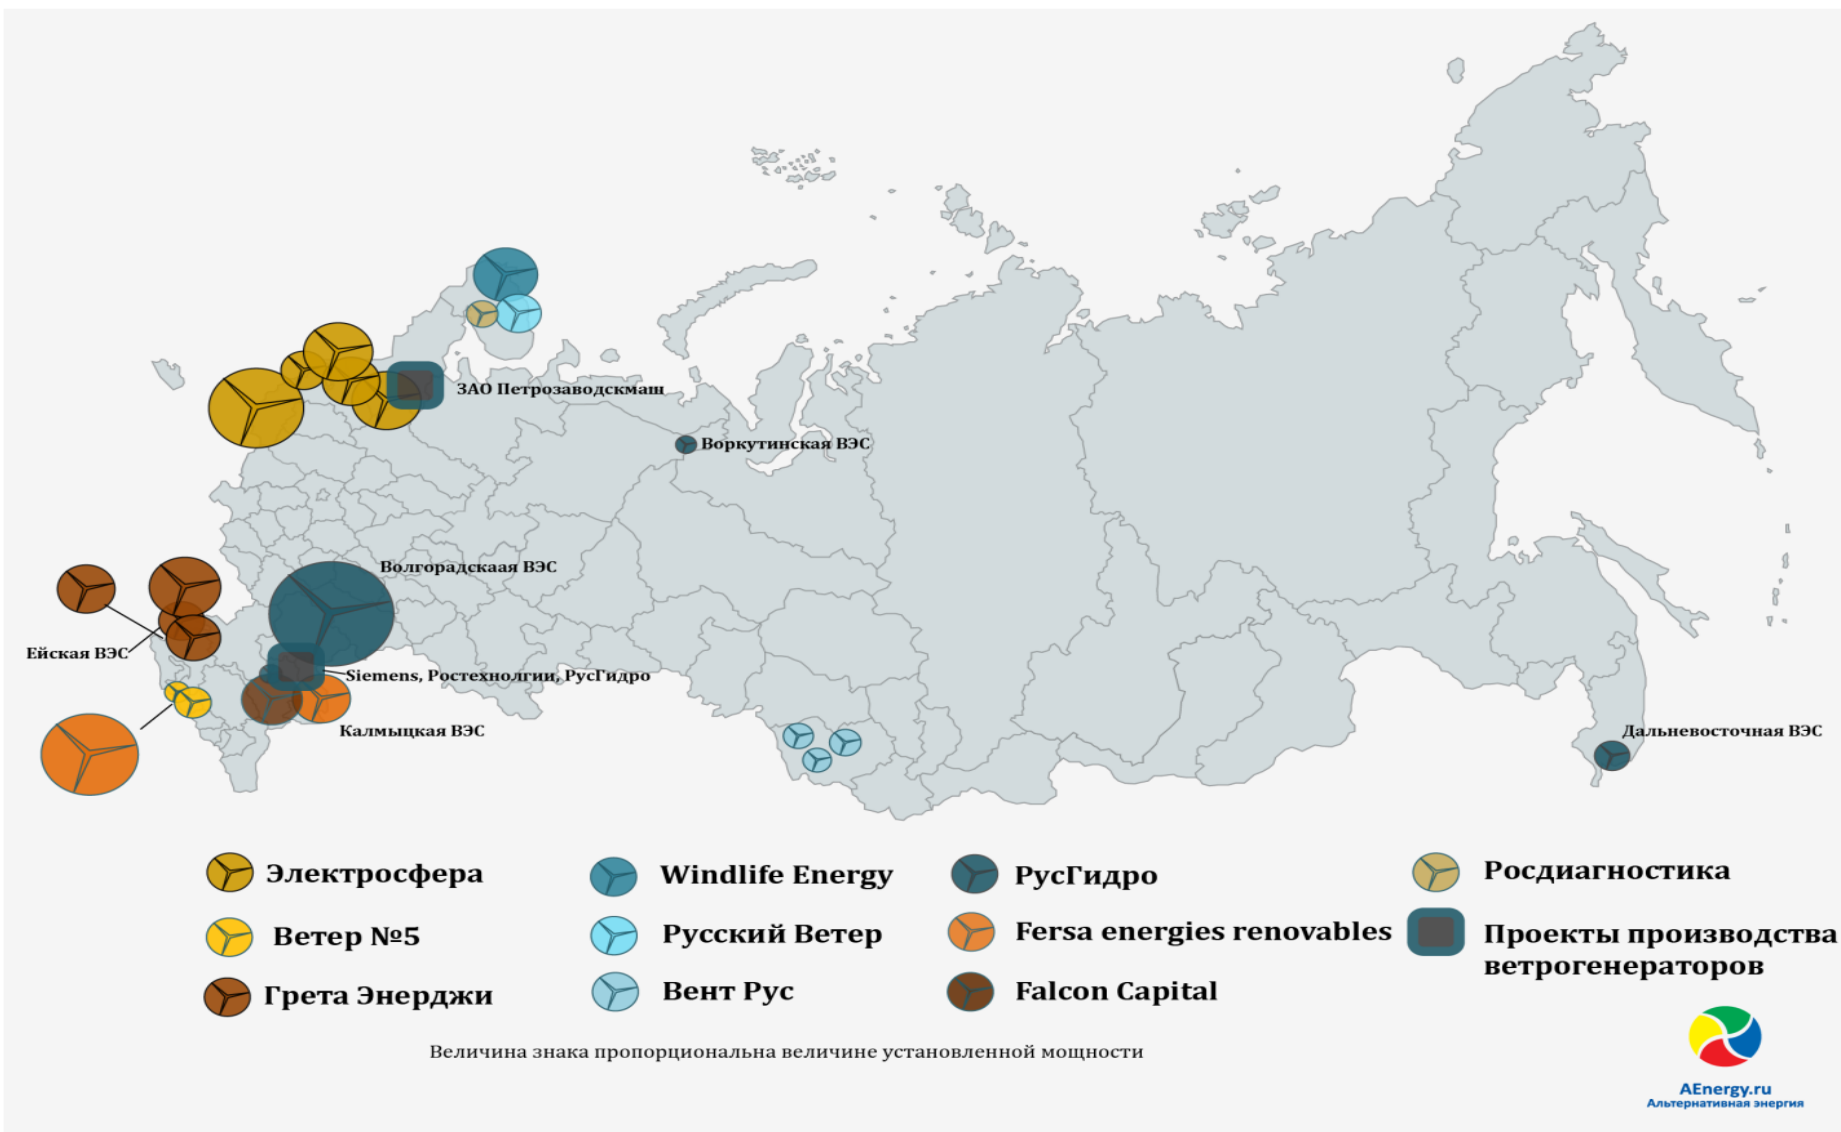 ЗАО Петрозаводскмаш
Воркутинская ВЭС
Волгорадскаая ВЭС
Ейская ВЭС
Siemens, Ростехнолгии, РусГидро
Калмыцкая ВЭС
Дальневосточная ВЭС
Электросфера
Windlife Energy
РусГидро
Росдиагностика
Ветер №5
Русский Ветер
Fersa energies renovables
Проекты производства
ветрогенераторов
Грета Энерджи
Вент Рус
Falcon Capital
Величина знака пропорциональна величине установленной мощности
AEnergy.ru
Альтернативная энергия